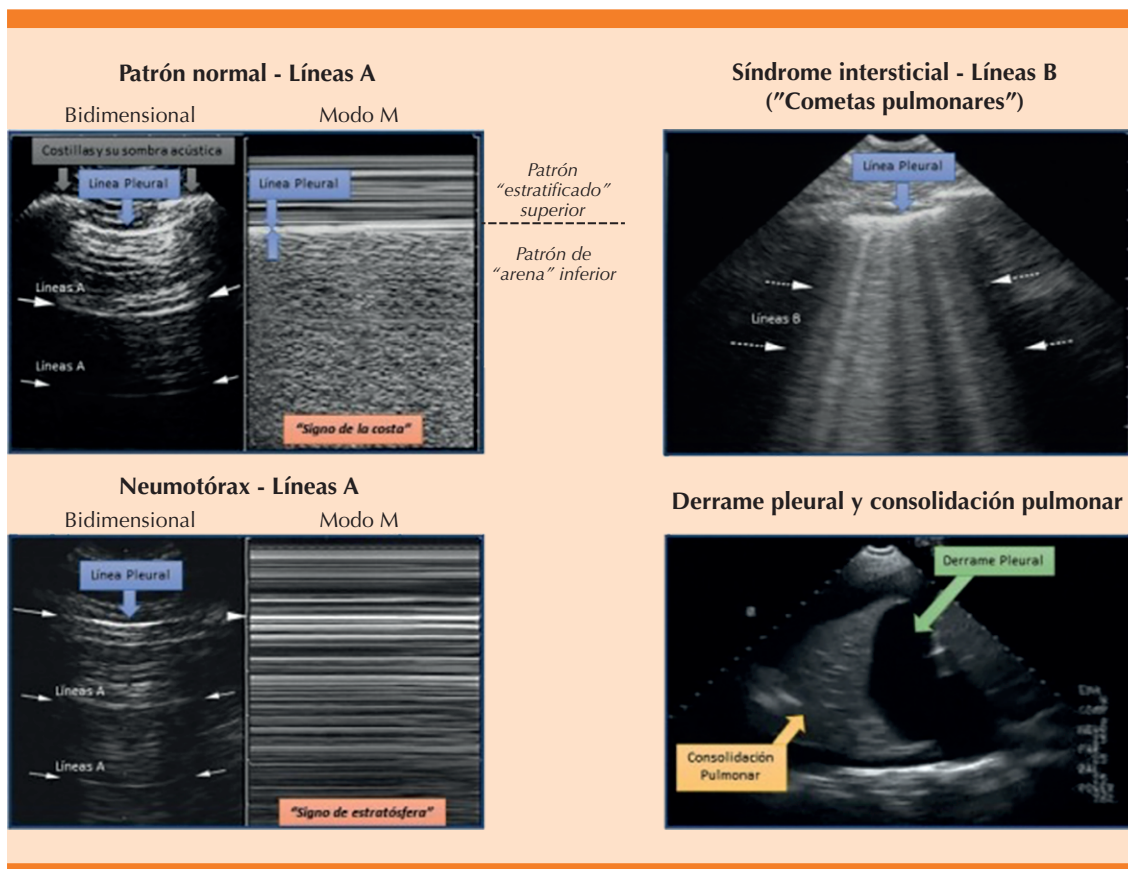 Patrón normal - Líneas A
Bidimensional
Modo M
Costillas y su sombra acústica
Línea Pleural
Línea Pleural
Líneas A
Líneas A
"Signo de la costa"
Patrón
"estratificado"
superior
Patrón de
"arena" inferior
Síndrome intersticial - Líneas B
("Cometas pulmonares")
Línea Pleural
Líneas B
Neumotórax - Líneas A
Bidimensional
Modo M
Línea Pleural
Líneas A
Líneas A
"Signo de estratósfera"
Derrame pleural y consolidación pulmonar
Derrame Pleural
Consolidación
Pulmonar